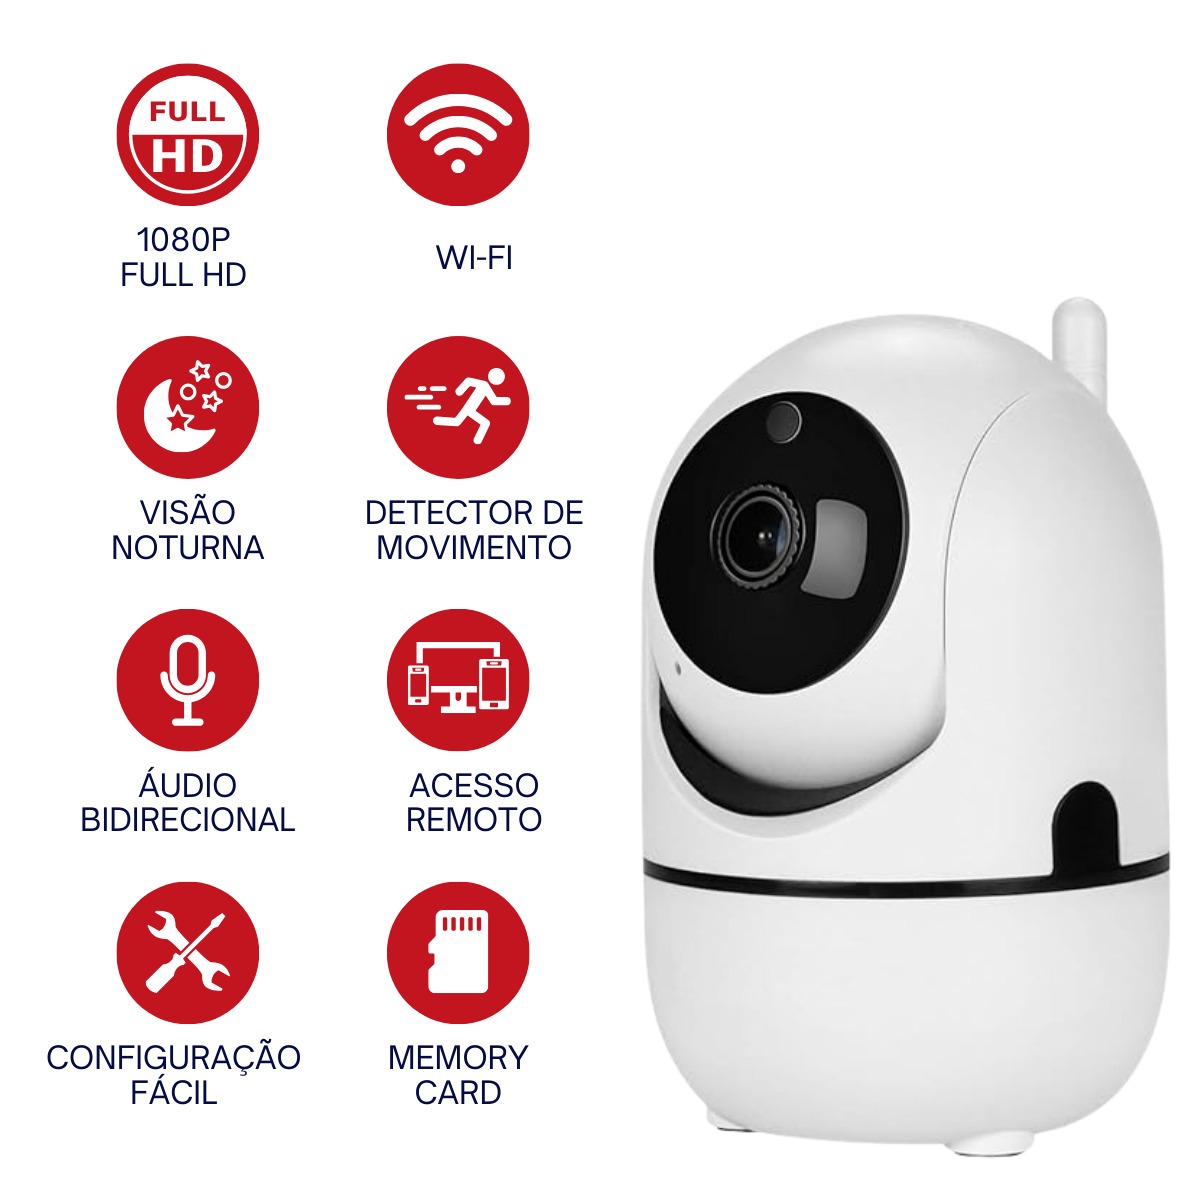 FULL
HD
1080P
FULL HD
WI-FI
VISÃO
NOTURNA
DETECTOR DE
MOVIMENTO
ÁUDIO
BIDIRECIONAL
ACESSO
REMOTO
CONFIGURAÇÃO
FÁCIL
MEMORY
CARD